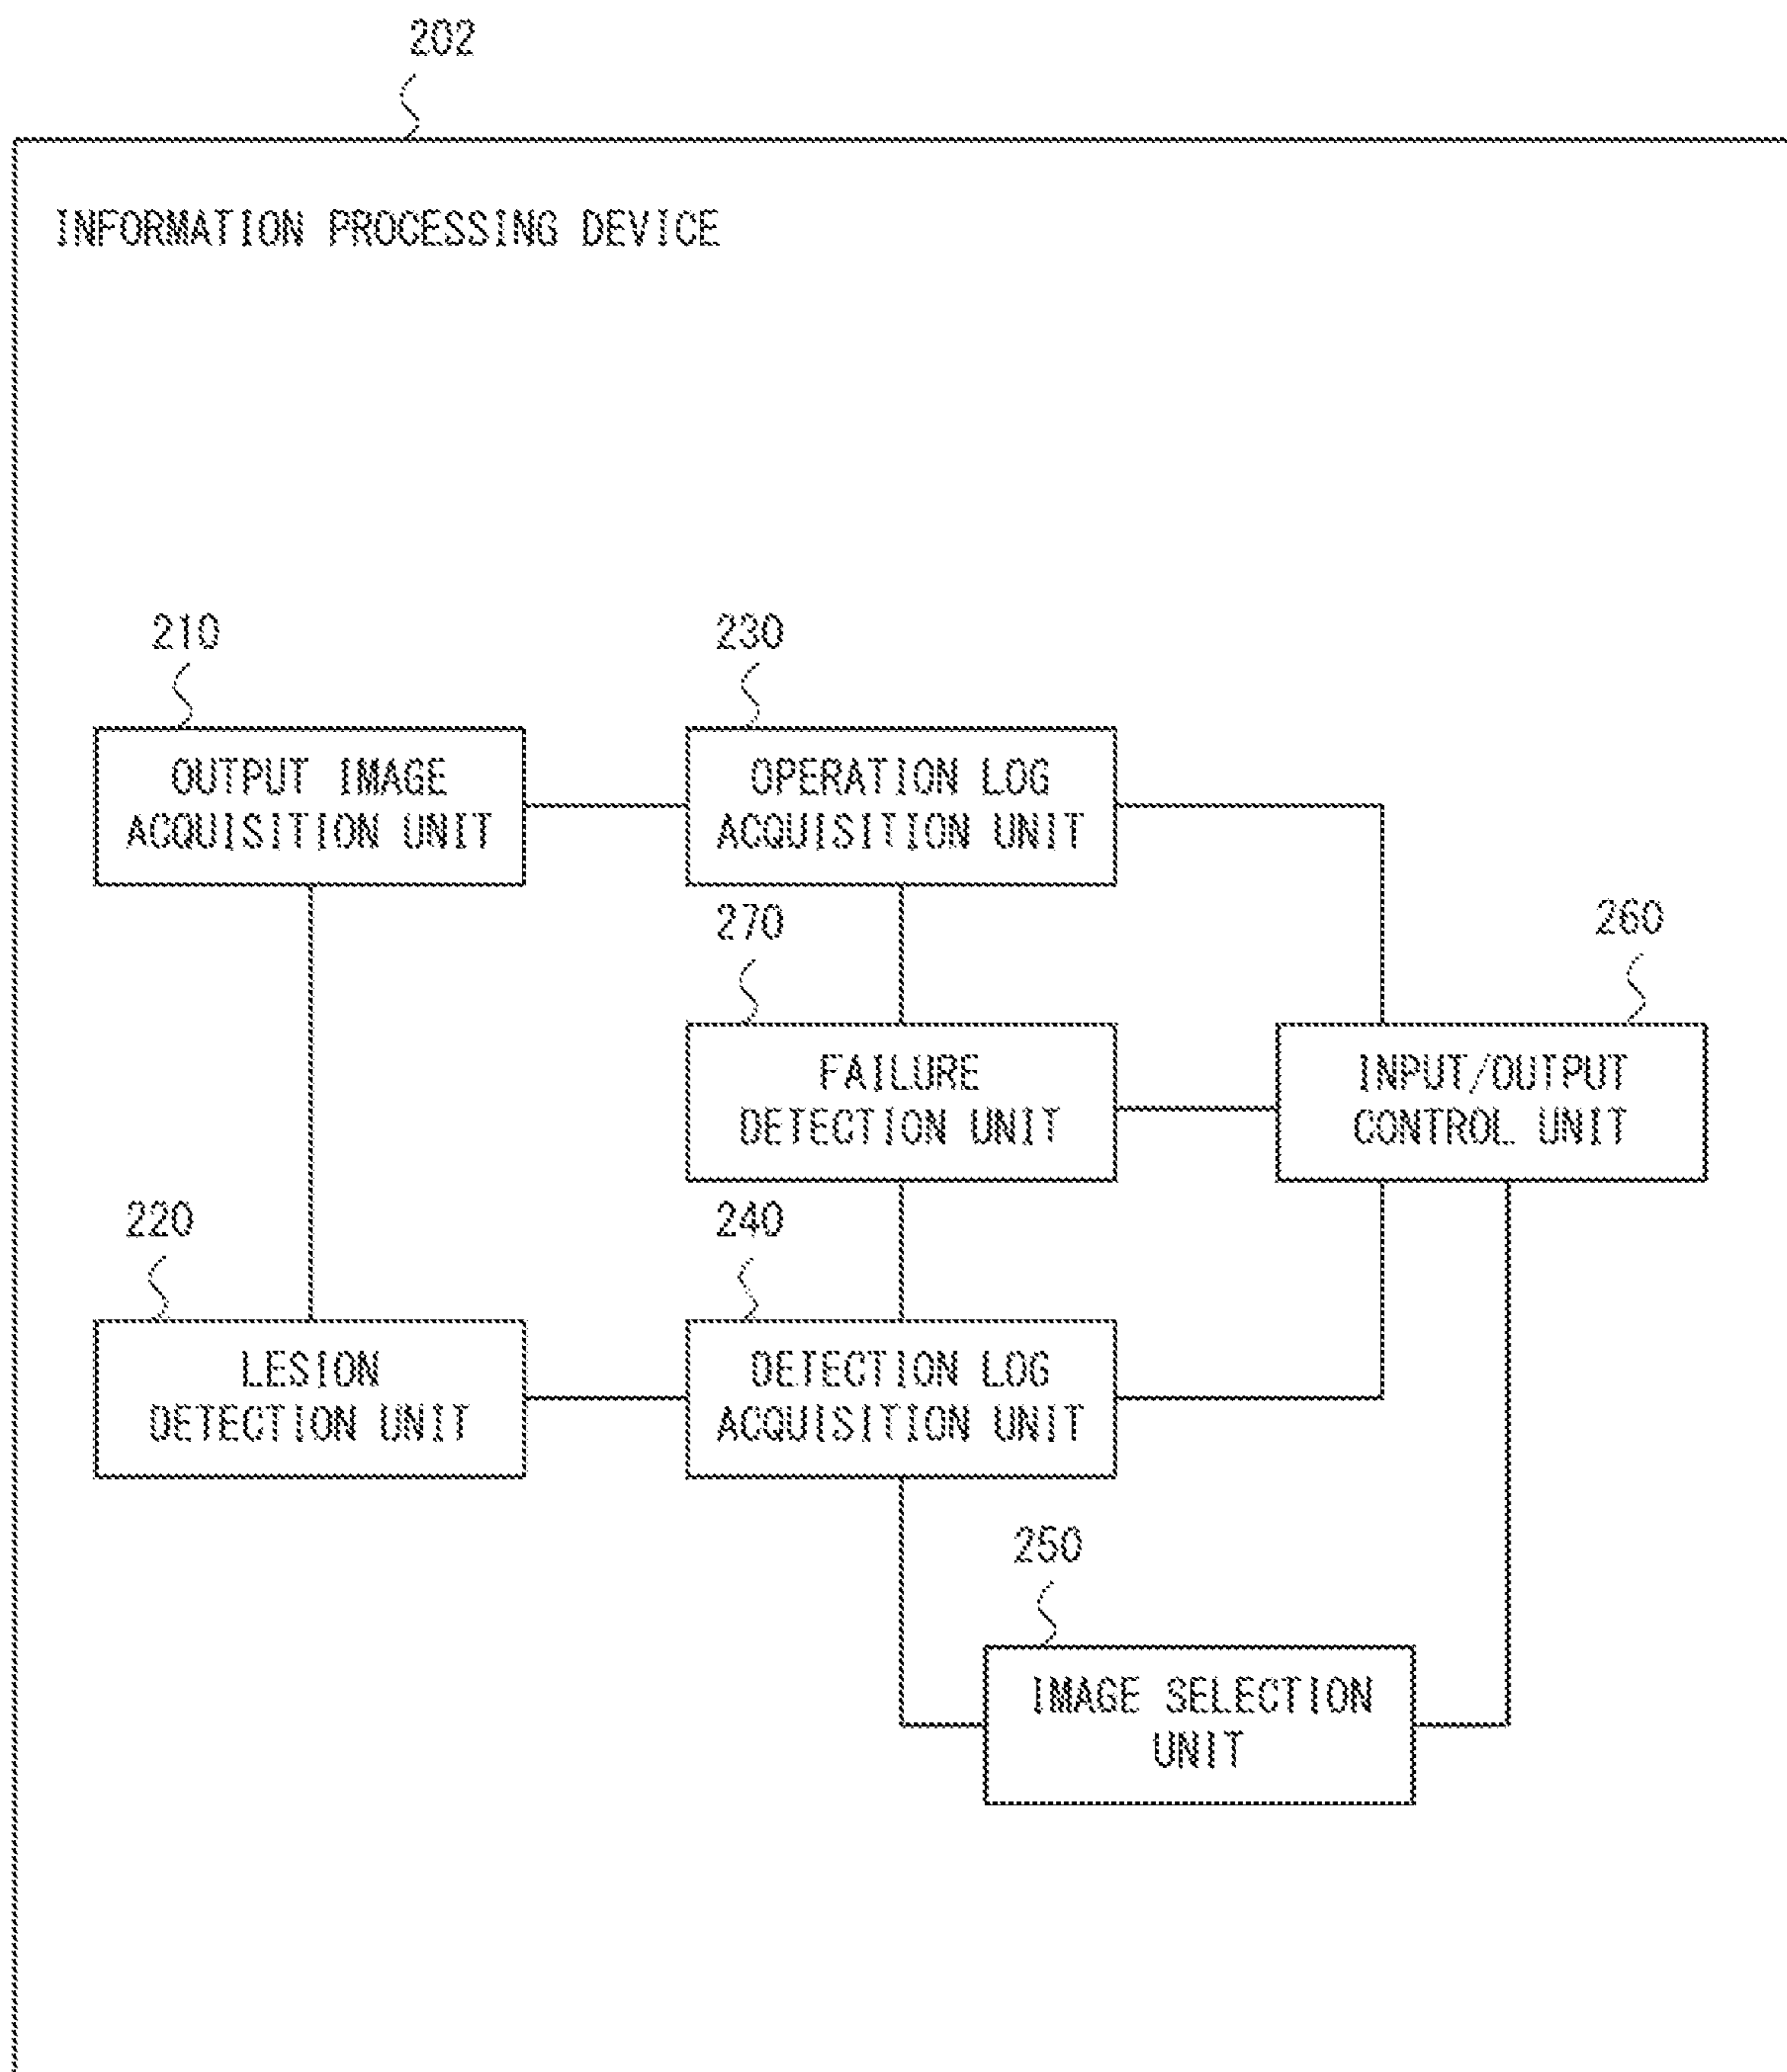 202
INFORMATION PROCESSING DEVICE
210
230
OUTPUT IMAGE
ACQUISITION UNIT
OPERATION LOG
ACQUISITION UNIT
270
260
FAILURE
DETECTION UNIT
INPUT/OUTPUT
CONTROL UNIT
220
240
LESION
DETECTION UNIT
DETECTION LOG
ACQUISITION UNIT
250
IMAGE SELECTION
UNIT